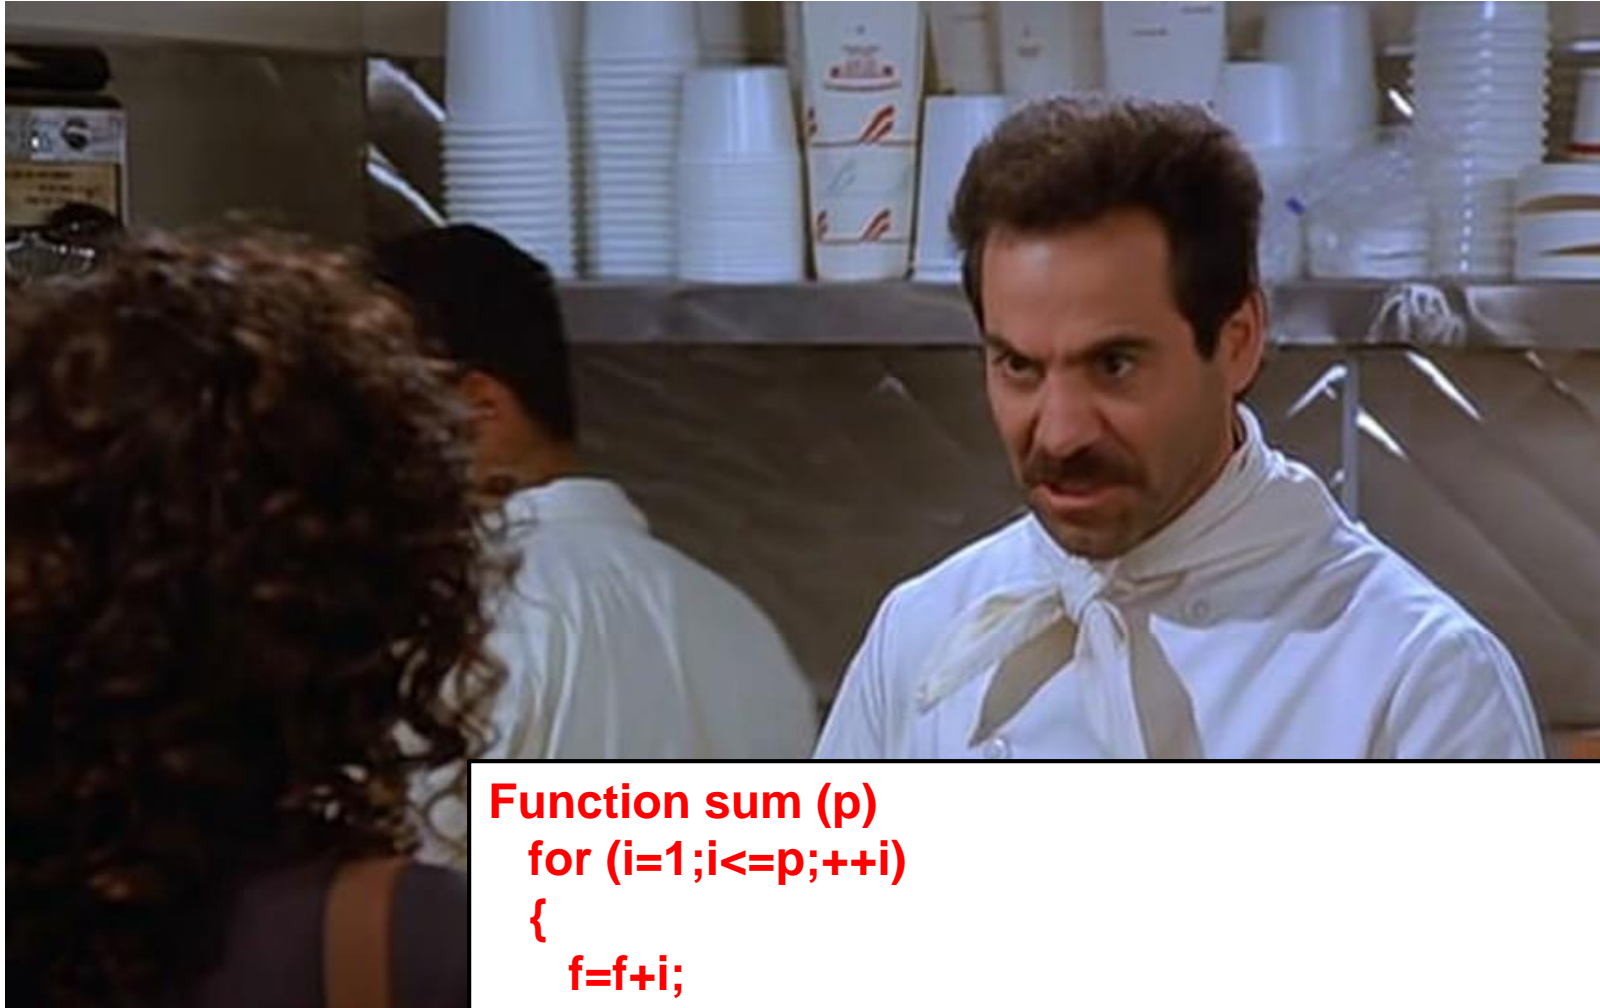 Function sum (p)
for (i=1;i<=p;++i)
{
f=f+i;